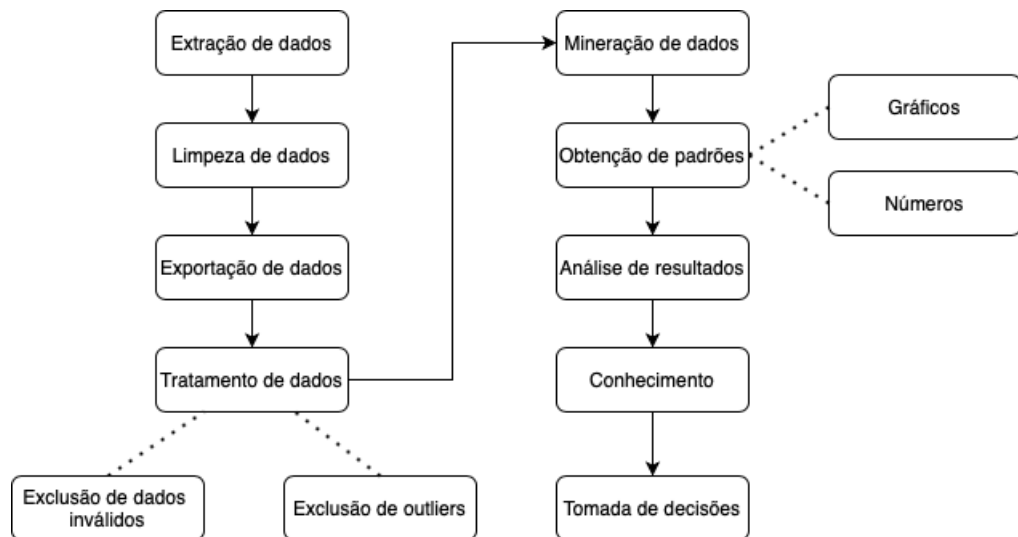 Extração de dados
Limpeza de dados
Exportação de dados
Tratamento de dados
Exclusão de dados
inválidos
Exclusão de outliers
Mineração de dados
Obtenção de padrões
Gráficos
Números
Análise de resultados
Conhecimento
Tomada de decisões